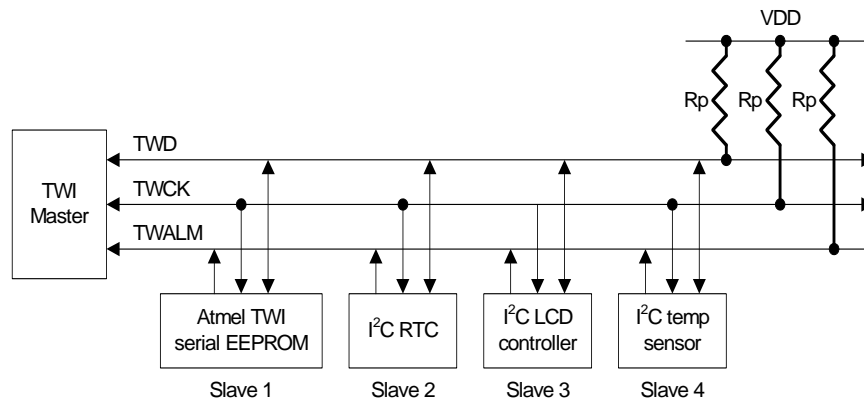 VDD
Rp Rp Rp
TWD
TWI
Master
TWCK
TWALM
Atmel TWI
serial EEPROM
I²C RTC
I²C LCD
controller
I²C temp
sensor
Slave 1 Slave 2 Slave 3 Slave 4